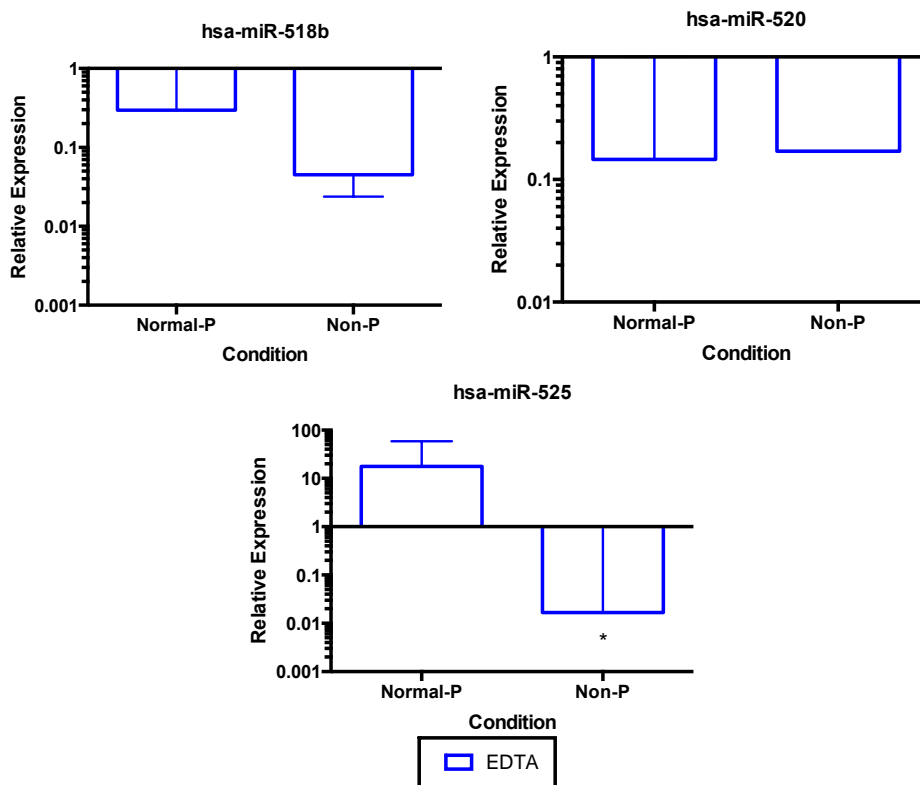 hsa-miR-518b
Relative Expression
1
0.1
0.01
0.001
Normal-P Non-P
Condition
hsa-miR-520
Relative Expression
1
0.1
0.01
Normal-P Non-P
Condition
hsa-miR-525
Relative Expression
100
10
1
0.1
0.01
0.001
*
Normal-P Non-P
Condition
EDTA